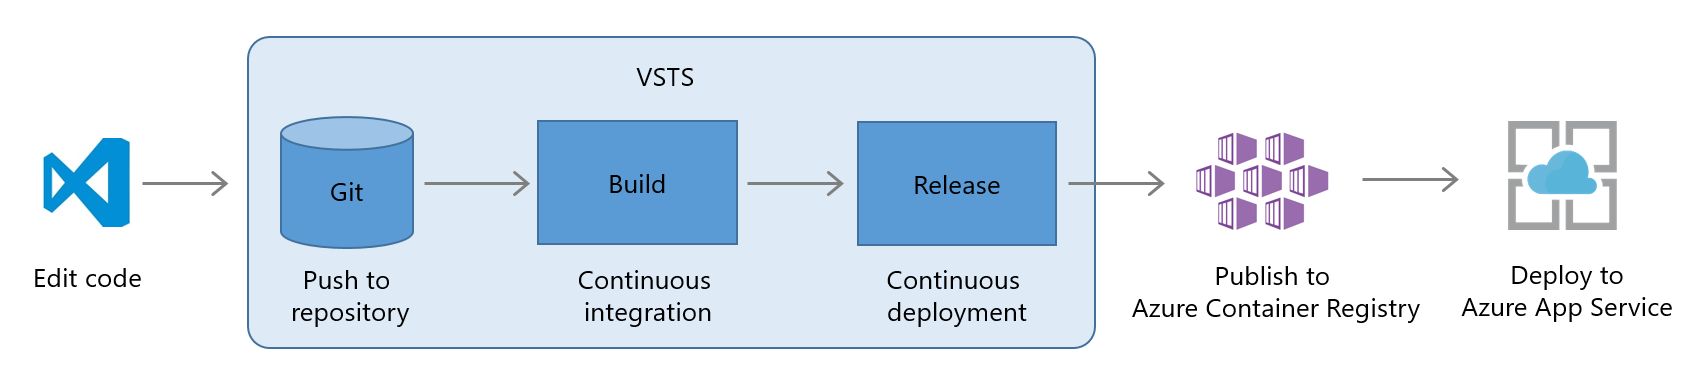 VSTS
Git
Build
Release
Edit code
Push to
repository
Continuous
integration
Continuous
deployment
Publish to
Azure Container Registry
Deploy to
Azure App Service